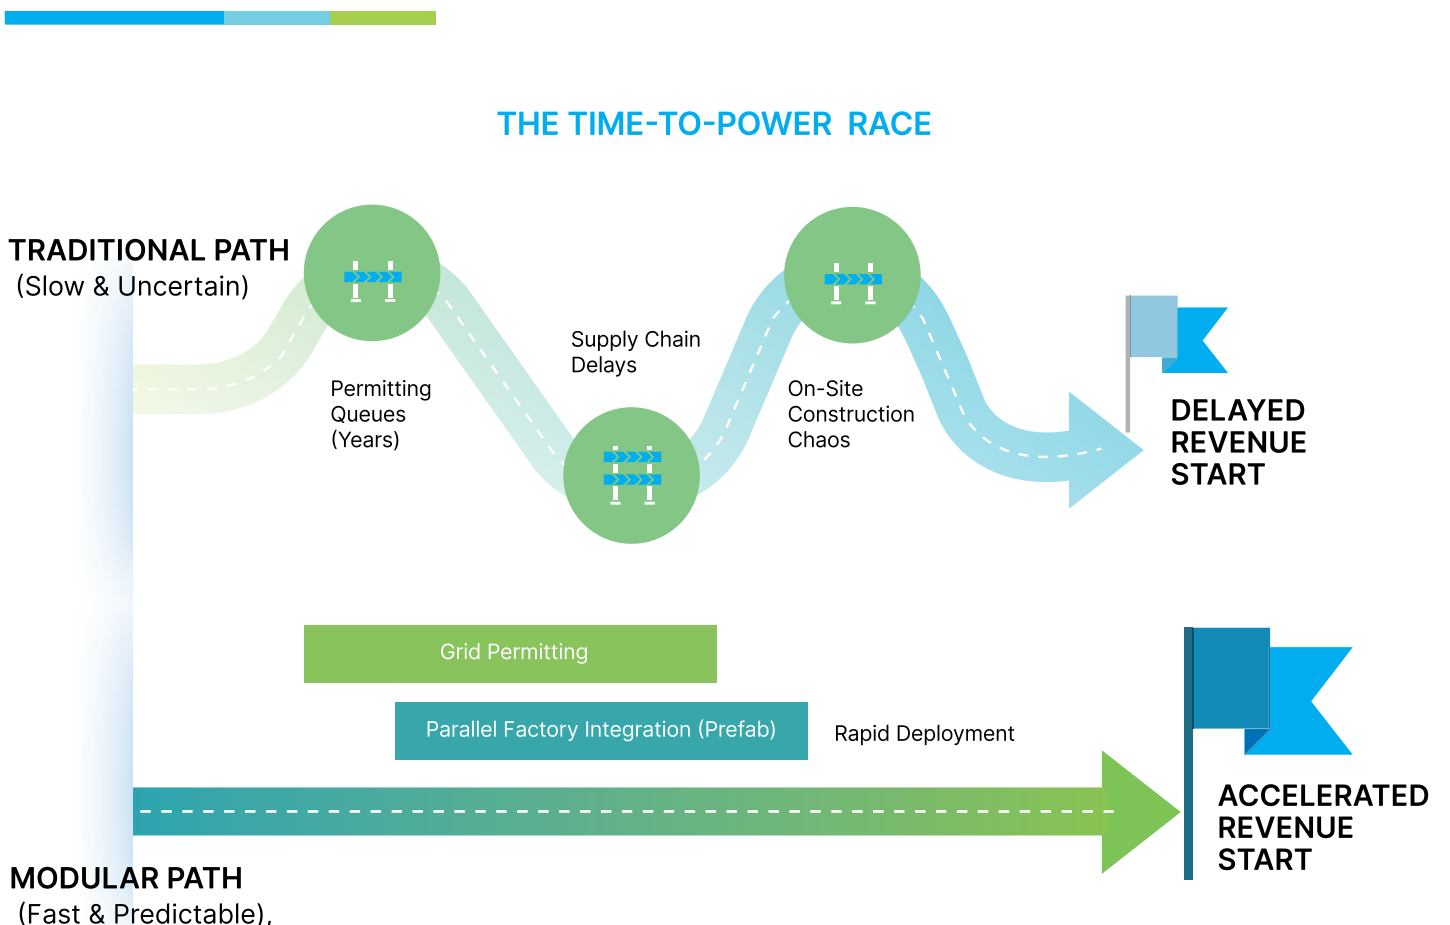 THE TIME-TO-POWER RACE
TRADITIONAL PATH
(Slow & Uncertain)
Permitting
Queues
(Years)
Supply Chain
Delays
On-Site
Construction
Chaos
DELAYED
REVENUE
START
Grid Permitting
Parallel Factory Integration (Prefab)
Rapid Deployment
ACCELERATED
REVENUE
START
MODULAR PATH
(Fast & Predictable),